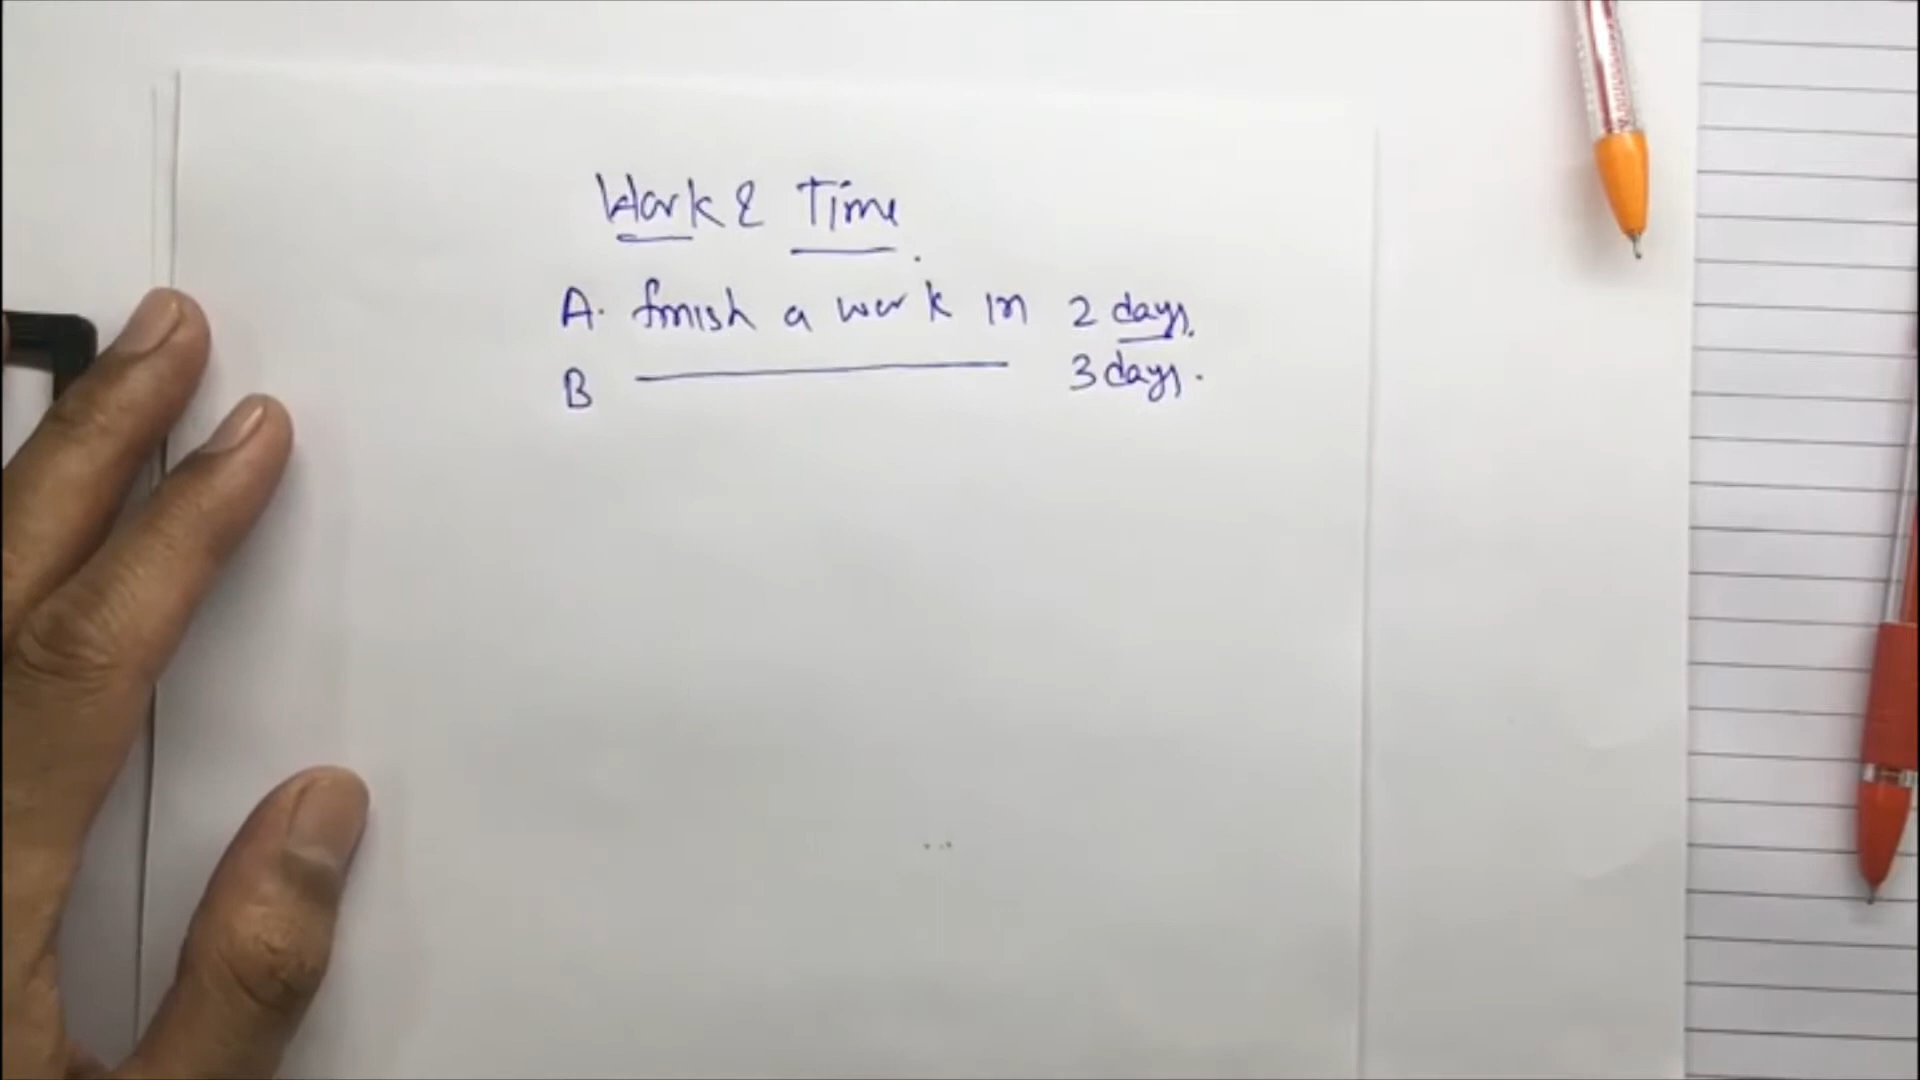 Work & Time
A. finish a work in 2 days.
B ———— 3 days.